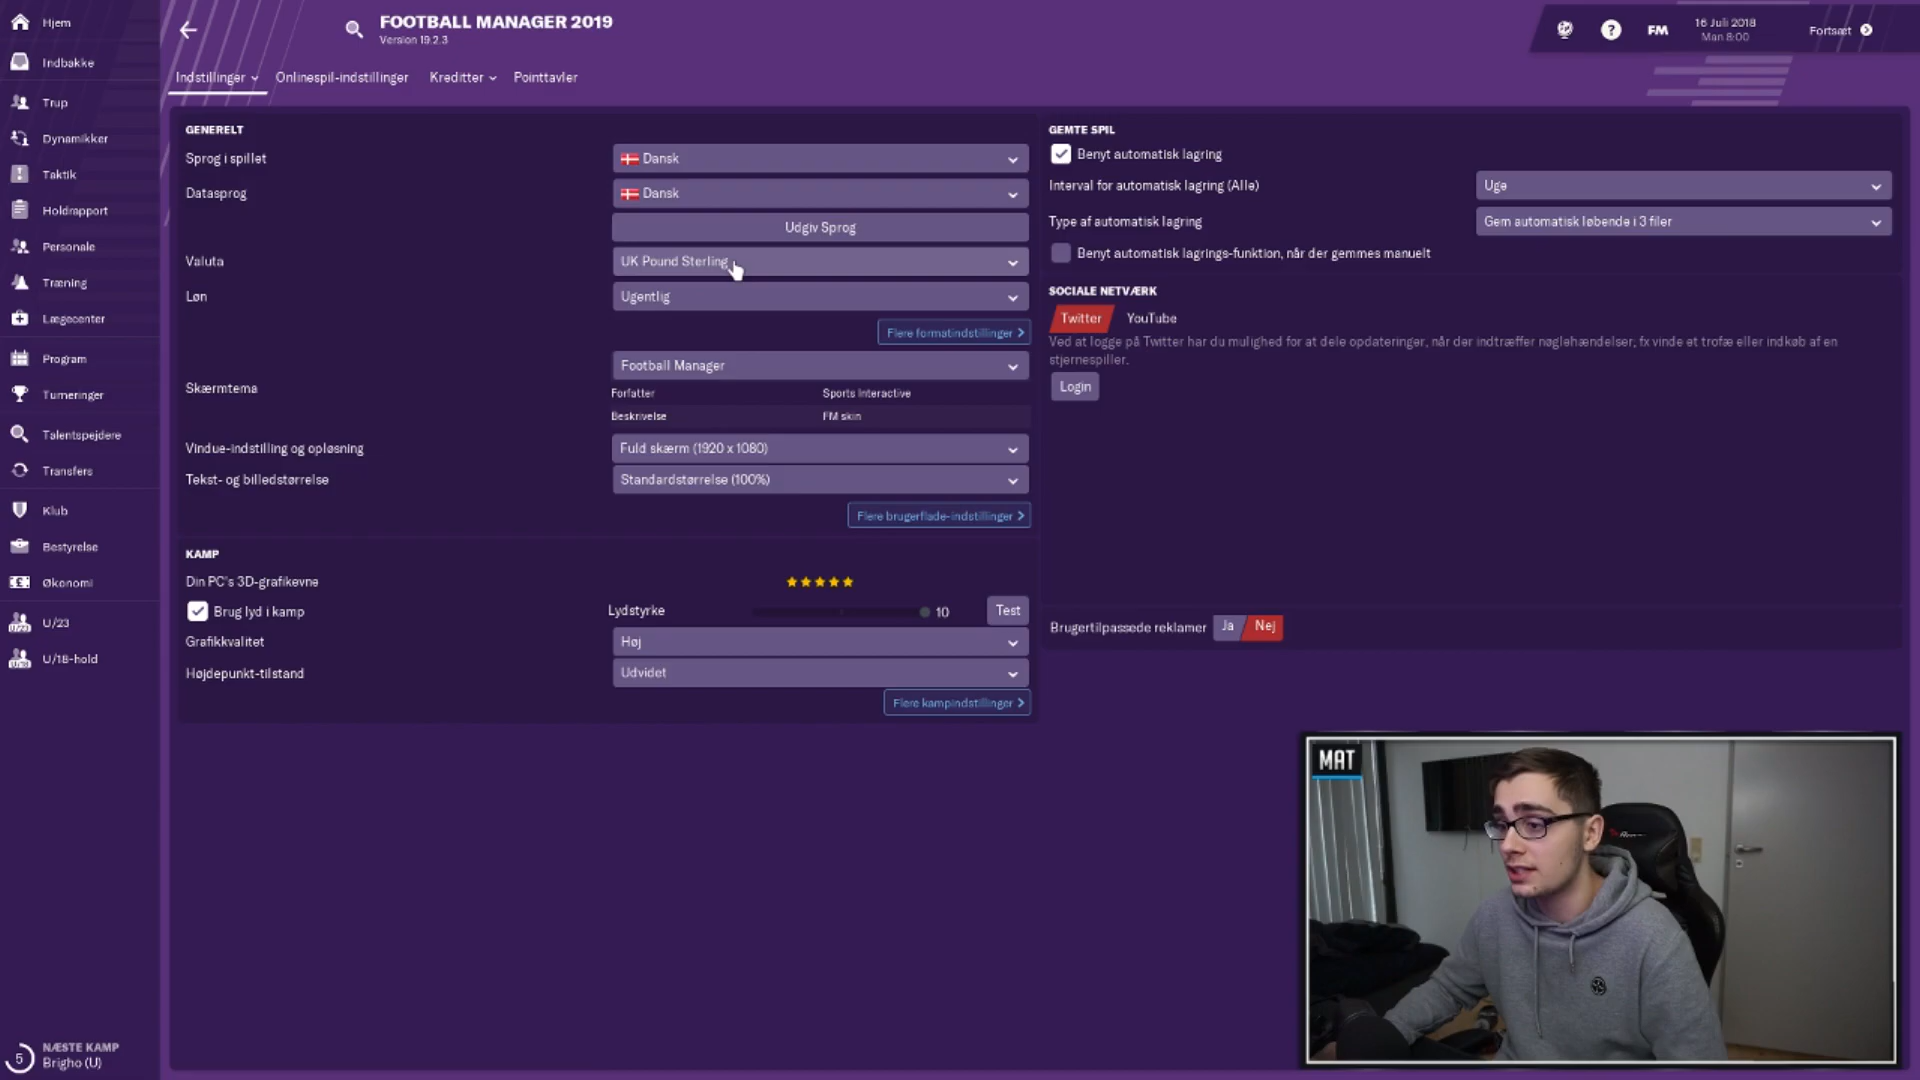 Hjem
Indbakke
Trup
Dynamikker
Taktik
Holdrapport
Personale
Træning
Lægecenter
Program
Turneringer
Talentspejdere
Transfers
Klub
Bestyrelse
Økonomi
U/23
U/18-hold
5
NÆSTE KAMP
Brigho (U)
FOOTBALL MANAGER 2019
Version 19.2.3
FM
16 Juli 2018
Man 8:00
Fortsæt
Indstillinger
Onlinespil-indstillinger
Kreditter
Pointtavler
GENERELT
Sprog i spillet
Dansk
Datasprog
Dansk
Udgiv Sprog
Valuta
UK Pound Sterling
Løn
Ugentlig
Flere formatindstillinger
Skærmtema
Football Manager
Forfatter
Sports Interactive
Beskrivelse
FM skin
Vindue-indstilling og opløsning
Fuld skærm (1920 x 1080)
Tekst- og billedstørrelse
Standardstørrelse (100%)
Flere brugerflade-indstillinger
KAMP
Din PC's 3D-grafikevne
Brug lyd i kamp
Lydstyrke
10
Test
Grafikkvalitet
Høj
Højdepunkt-tilstand
Udvidet
Flere kampindstillinger
GEMTE SPIL
Benyt automatisk lagring
Interval for automatisk lagring (Alle)
Uge
Type af automatisk lagring
Gem automatisk løbende i 3 filer
Benyt automatisk lagrings-funktion, når der gemmes manuelt
SOCIALE NETVÆRK
Twitter
YouTube
Ved at logge på Twitter har du mulighed for at dele opdateringer, når der indtræffer nøglehændelser, fx vinde et trofæ eller indkøb af en
stjernespiller.
Login
Brugertilpassede reklamer
Ja
Nej
MAT